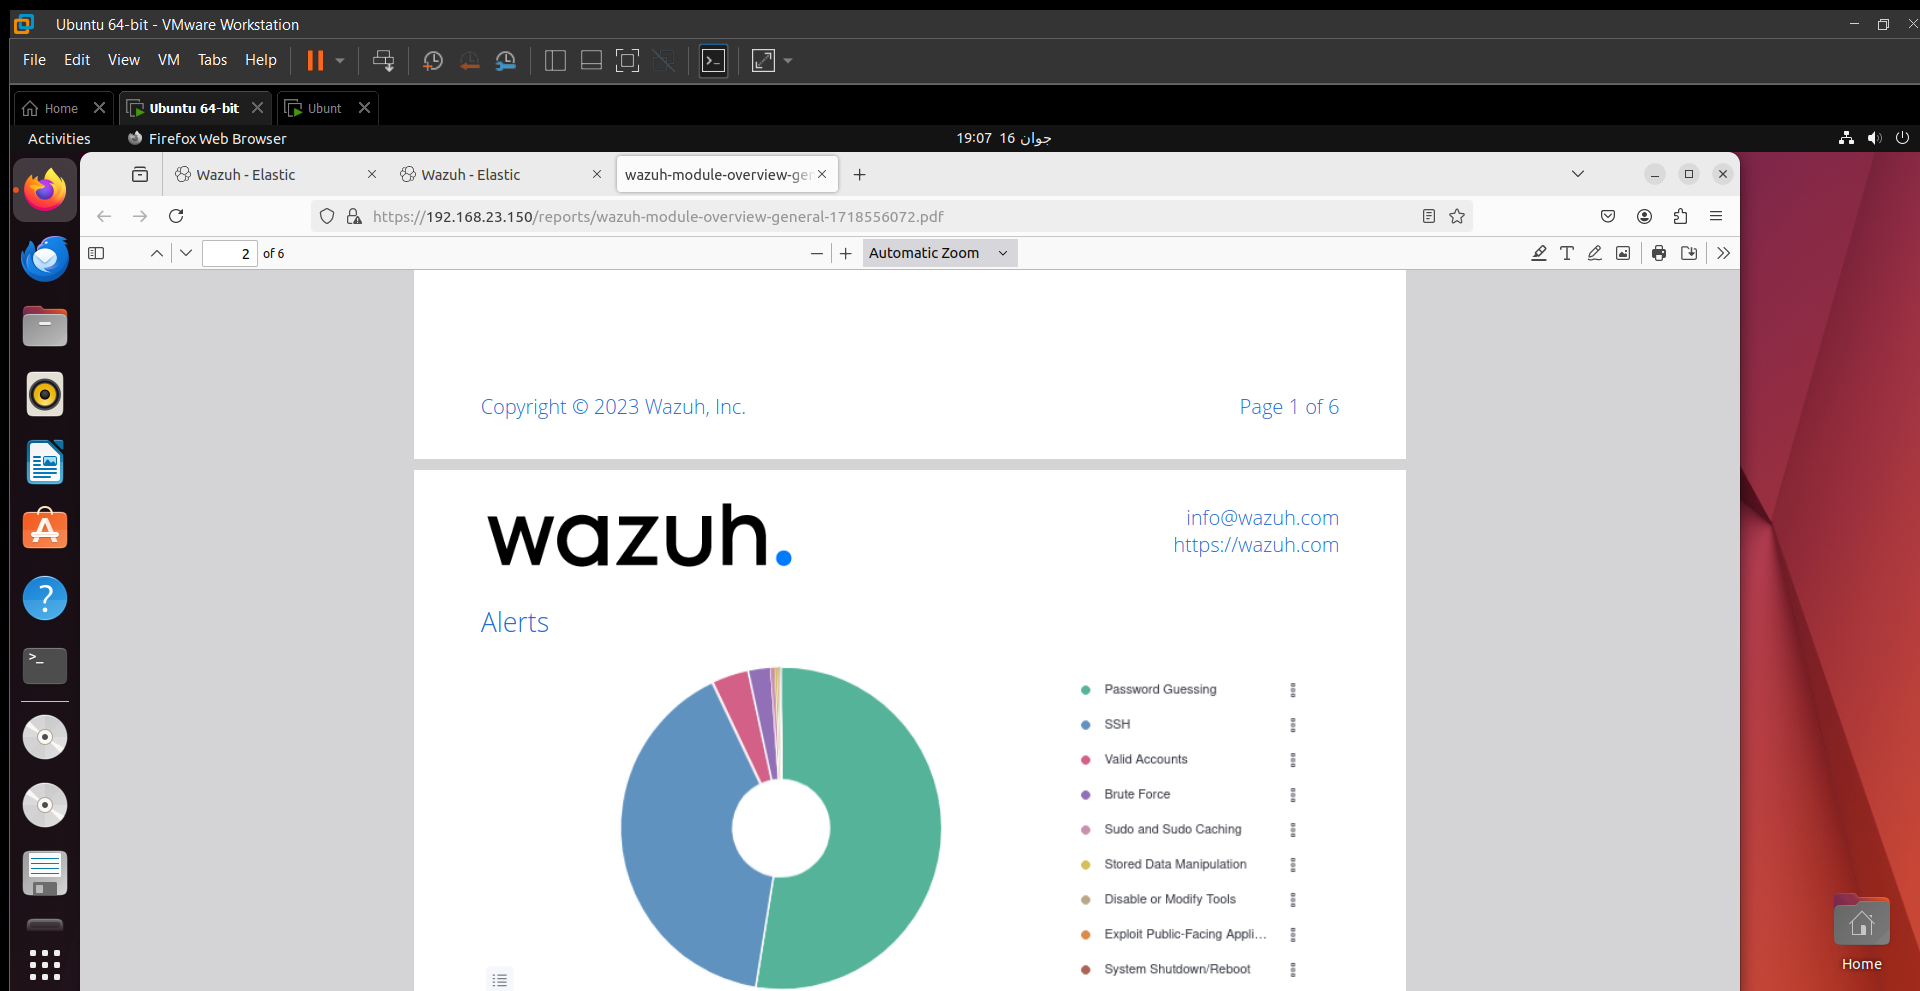 Ubuntu 64-bit - VMware Workstation
File Edit View VM Tabs Help
Home Ubuntu 64-bit Ubunt
Activities Firefox Web Browser 19:07 16 جوان
Wazuh - Elastic Wazuh - Elastic wazuh-module-overview-gen
https://192.168.23.150/reports/wazuh-module-overview-general-1718556072.pdf
2 of 6 Automatic Zoom
Copyright © 2023 Wazuh, Inc. Page 1 of 6
wazuh.
info@wazuh.com
https://wazuh.com
Alerts
Password Guessing
SSH
Valid Accounts
Brute Force
Sudo and Sudo Caching
Stored Data Manipulation
Disable or Modify Tools
Exploit Public-Facing Appli...
System Shutdown/Reboot
Home